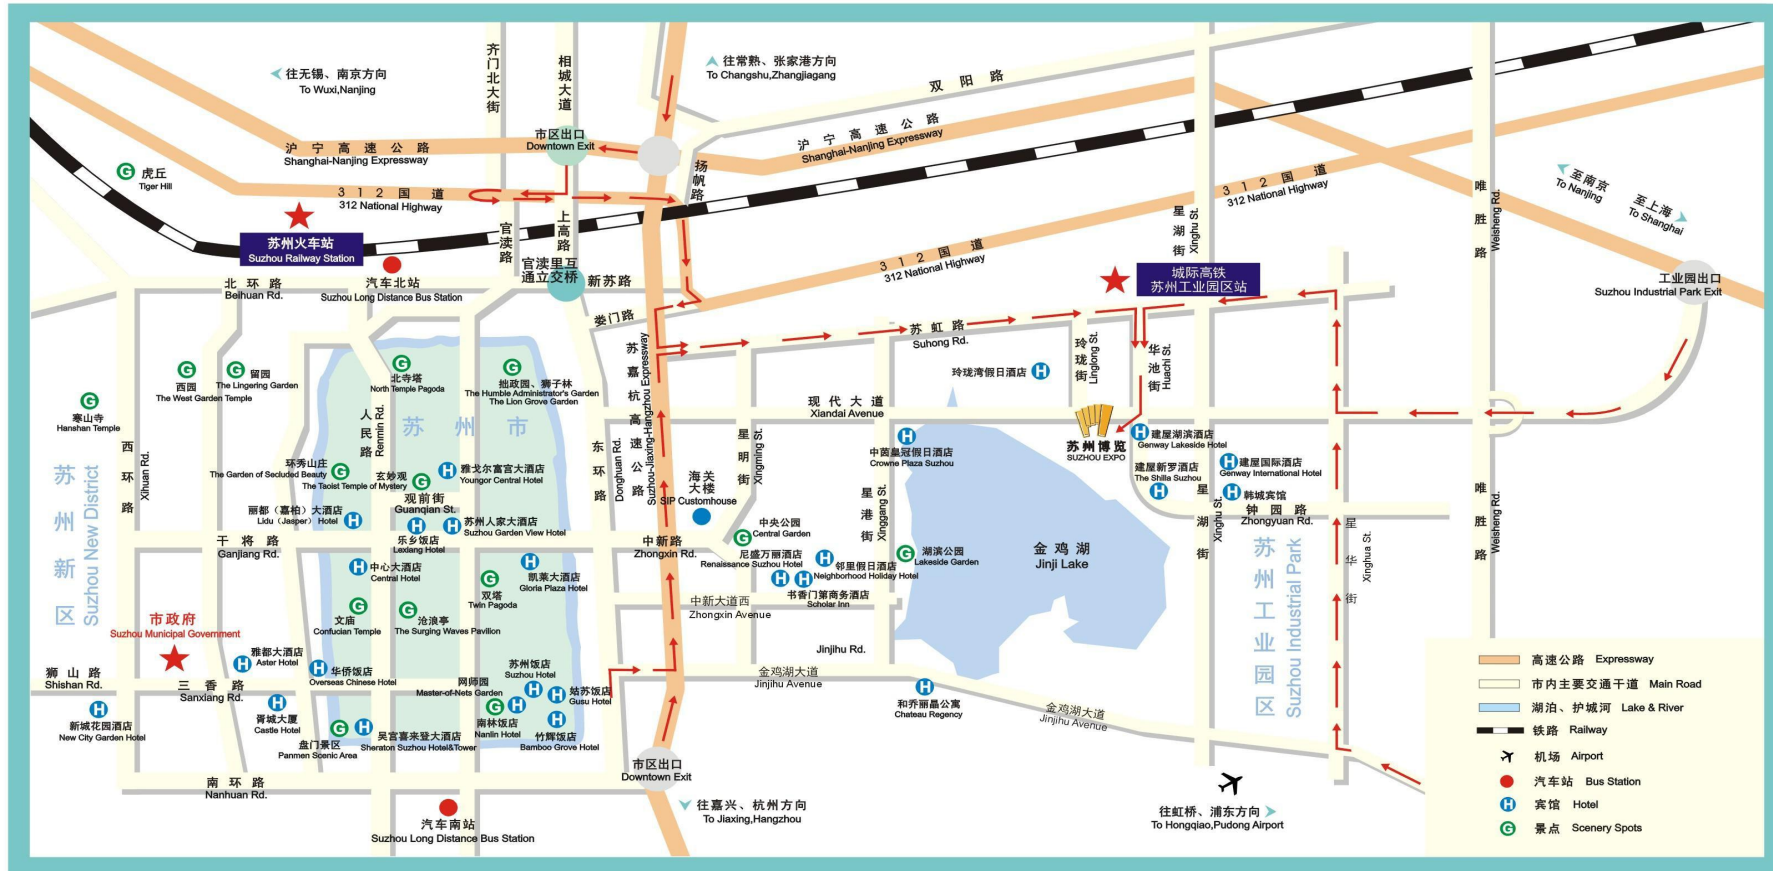 往无锡、南京方向
To Wuxi,Nanjing
齐门北大街
相城大道
往常熟、张家港方向
To Changshu,Zhangjiagang
双阳路
市区出口
Downtown Exit
沪宁高速公路
Shanghai-Nanjing Expressway
沪宁高速公路
Shanghai-Nanjing Expressway
虎丘
Tiger Hill
312国道
312 National Highway
扬帆路
312国道
312 National Highway
至南京
To Nanjing
至上海
To Shanghai
唯胜路
Weisheng Rd.
苏州火车站
Suzhou Railway Station
官渎路
上高路
星湖街
Xinghu St.
汽车北站
Suzhou Long Distance Bus Station
北环路
Beihuan Rd.
官渎里互
通立交桥
新苏路
312国道
312 National Highway
城际高铁
苏州工业园区站
工业园出口
Suzhou Industrial Park Exit
娄门路
苏虹路
Suhong Rd.
苏嘉杭高速公路
Suzhou-Jiaxing-Hangzhou Expressway
玲珑街
Linglong St.
华池街
Huachi St.
西园
The West Garden Temple
留园
The Lingering Garden
北寺塔
North Temple Pagoda
拙政园、狮子林
The Humble Administrator's Garden
The Lion Grove Garden
玲珑湾假日酒店
寒山寺
Hanshan Temple
人民路
Renmin Rd.
苏州市
现代大道
Xiandai Avenue
苏州博览
SUZHOU EXPO
建屋湖滨酒店
Genway Lakeside Hotel
西环路
Xihuan Rd.
东环路
Donghuan Rd.
星明街
Xingming St.
中茵皇冠假日酒店
Crowne Plaza Suzhou
建屋新罗酒店
The Shilla Suzhou
建屋国际酒店
Genway International Hotel
苏州新区
Suzhou New District
环秀山庄
The Garden of Secluded Beauty
玄妙观
The Taoist Temple of Mystery
雅戈尔富宫大酒店
Youngor Central Hotel
海关
大楼
SIP Customhouse
韩城宾馆
观前街
Guanqian St.
丽都（嘉柏）大酒店
Lidu（Jasper）Hotel
苏州人家大酒店
Suzhou Garden View Hotel
星港街
Xinggang St.
星湖街
Xinghu St.
钟园路
Zhongyuan Rd.
唯胜路
Weisheng Rd.
干将路
Ganjiang Rd.
乐乡饭店
Lexiang Hotel
中新路
Zhongxin Rd.
中央公园
Central Garden
湖滨公园
Lakeside Garden
金鸡湖
Jinji Lake
星华街
Xinghua St.
苏州工业园区
Suzhou Industrial Park
中心大酒店
Central Hotel
凯莱大酒店
Gloria Plaza Hotel
尼盛万丽酒店
Renaissance Suzhou Hotel
邻里假日酒店
Neighborhood Holiday Hotel
书香门第商务酒店
Scholar Inn
双塔
Twin Pagoda
中新大道西
Zhongxin Avenue
市政府
Suzhou Municipal Government
文庙
Confucian Temple
沧浪亭
The Surging Waves Pavilion
雅都大酒店
Aster Hotel
Jinjihu Rd.
狮山路
Shishan Rd.
三香路
Sanxiang Rd.
华侨饭店
Overseas Chinese Hotel
苏州饭店
Suzhou Hotel
网师园
Master-of-Nets Garden
姑苏饭店
Gusu Hotel
金鸡湖大道
Jinjihu Avenue
金鸡湖大道
Jinjihu Avenue
和乔丽晶公寓
Chateau Regency
新城花园酒店
New City Garden Hotel
胥城大厦
Castle Hotel
南林饭店
Nanlin Hotel
盘门景区
Panmen Scenic Area
吴宫喜来登大酒店
Sheraton Suzhou Hotel&Tower
竹辉饭店
Bamboo Grove Hotel
市区出口
Downtown Exit
南环路
Nanhuan Rd.
汽车南站
Suzhou Long Distance Bus Station
往嘉兴、杭州方向
To Jiaxing,Hangzhou
往虹桥、浦东方向
To Hongqiao,Pudong Airport
高速公路 Expressway
市内主要交通干道 Main Road
湖泊、护城河 Lake & River
铁路 Railway
机场 Airport
汽车站 Bus Station
宾馆 Hotel
景点 Scenery Spots